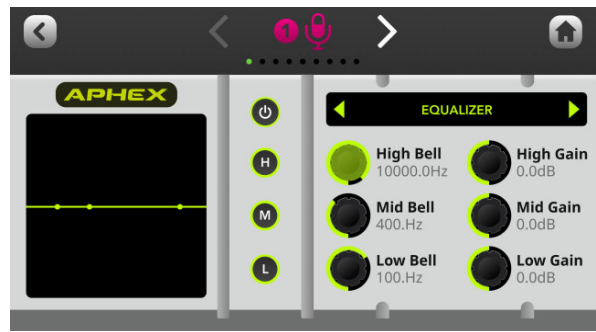 1
APHEX
EQUALIZER
H
High Bell
10000.0Hz
High Gain
0.0dB
M
Mid Bell
400.Hz
Mid Gain
0.0dB
L
Low Bell
100.Hz
Low Gain
0.0dB